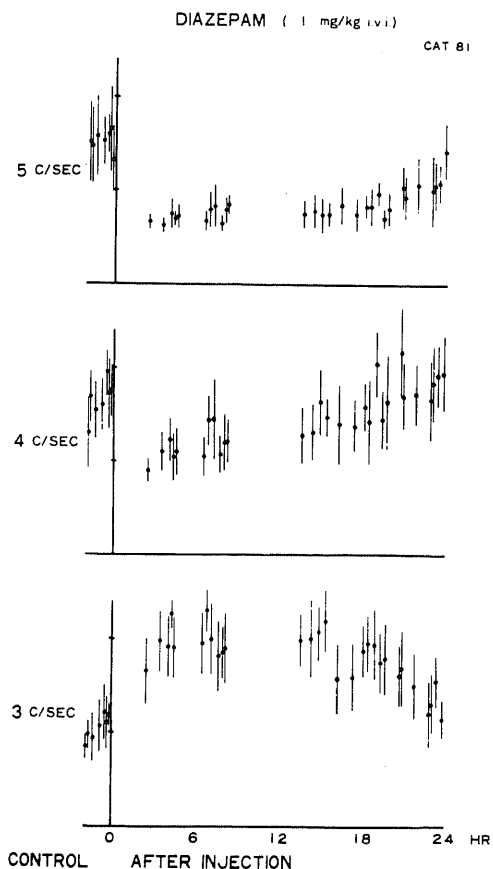 DIAZEPAM ( 1 mg/kg i.v.i.)
CAT 81
5 C/SEC
4 C/SEC
3 C/SEC
0 6 12 18 24 HR
CONTROL AFTER INJECTION